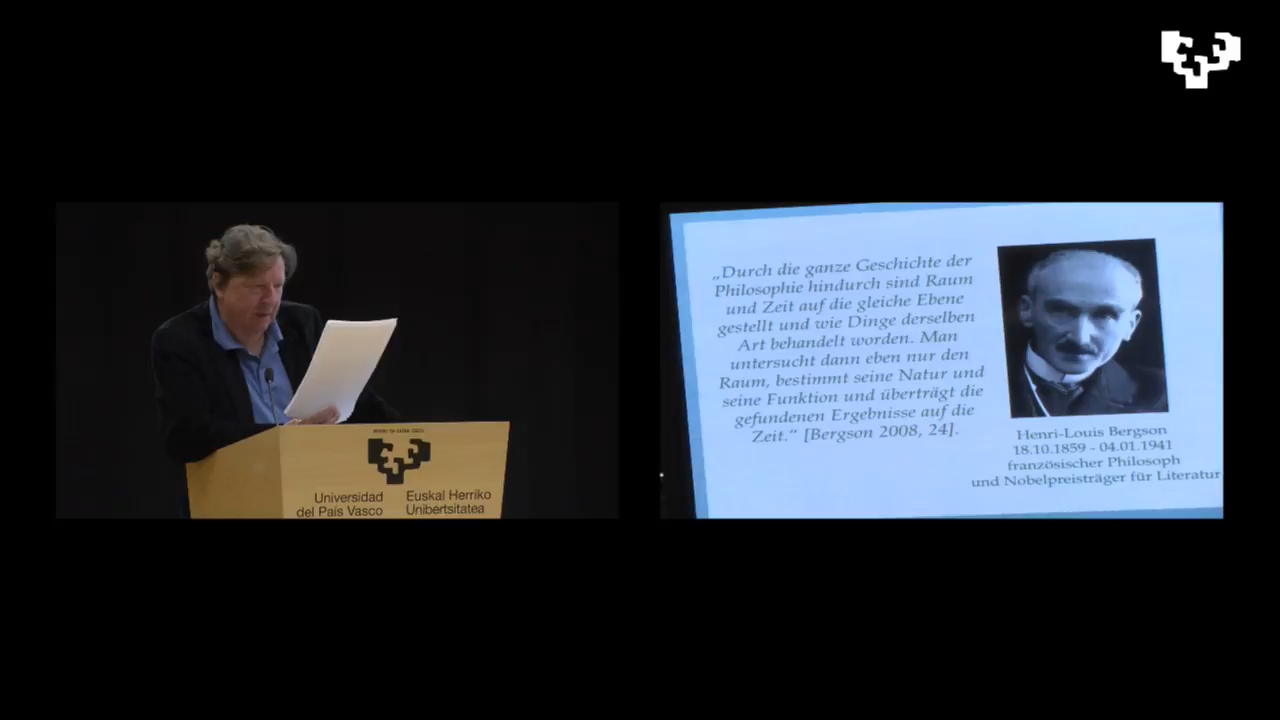 Universidad
del País Vasco
Euskal Herriko
Unibertsitatea
„Durch die ganze Geschichte der
Philosophie hindurch sind Raum
und Zeit auf die gleiche Ebene
gestellt und wie Dinge derselben
Art behandelt worden. Man
untersucht dann eben nur den
Raum, bestimmt seine Natur und
seine Funktion und überträgt die
gefundenen Ergebnisse auf die
Zeit.“ [Bergson 2008, 24].
Henri-Louis Bergson
18.10.1859 - 04.01.1941
französischer Philosoph
und Nobelpreisträger für Literatur